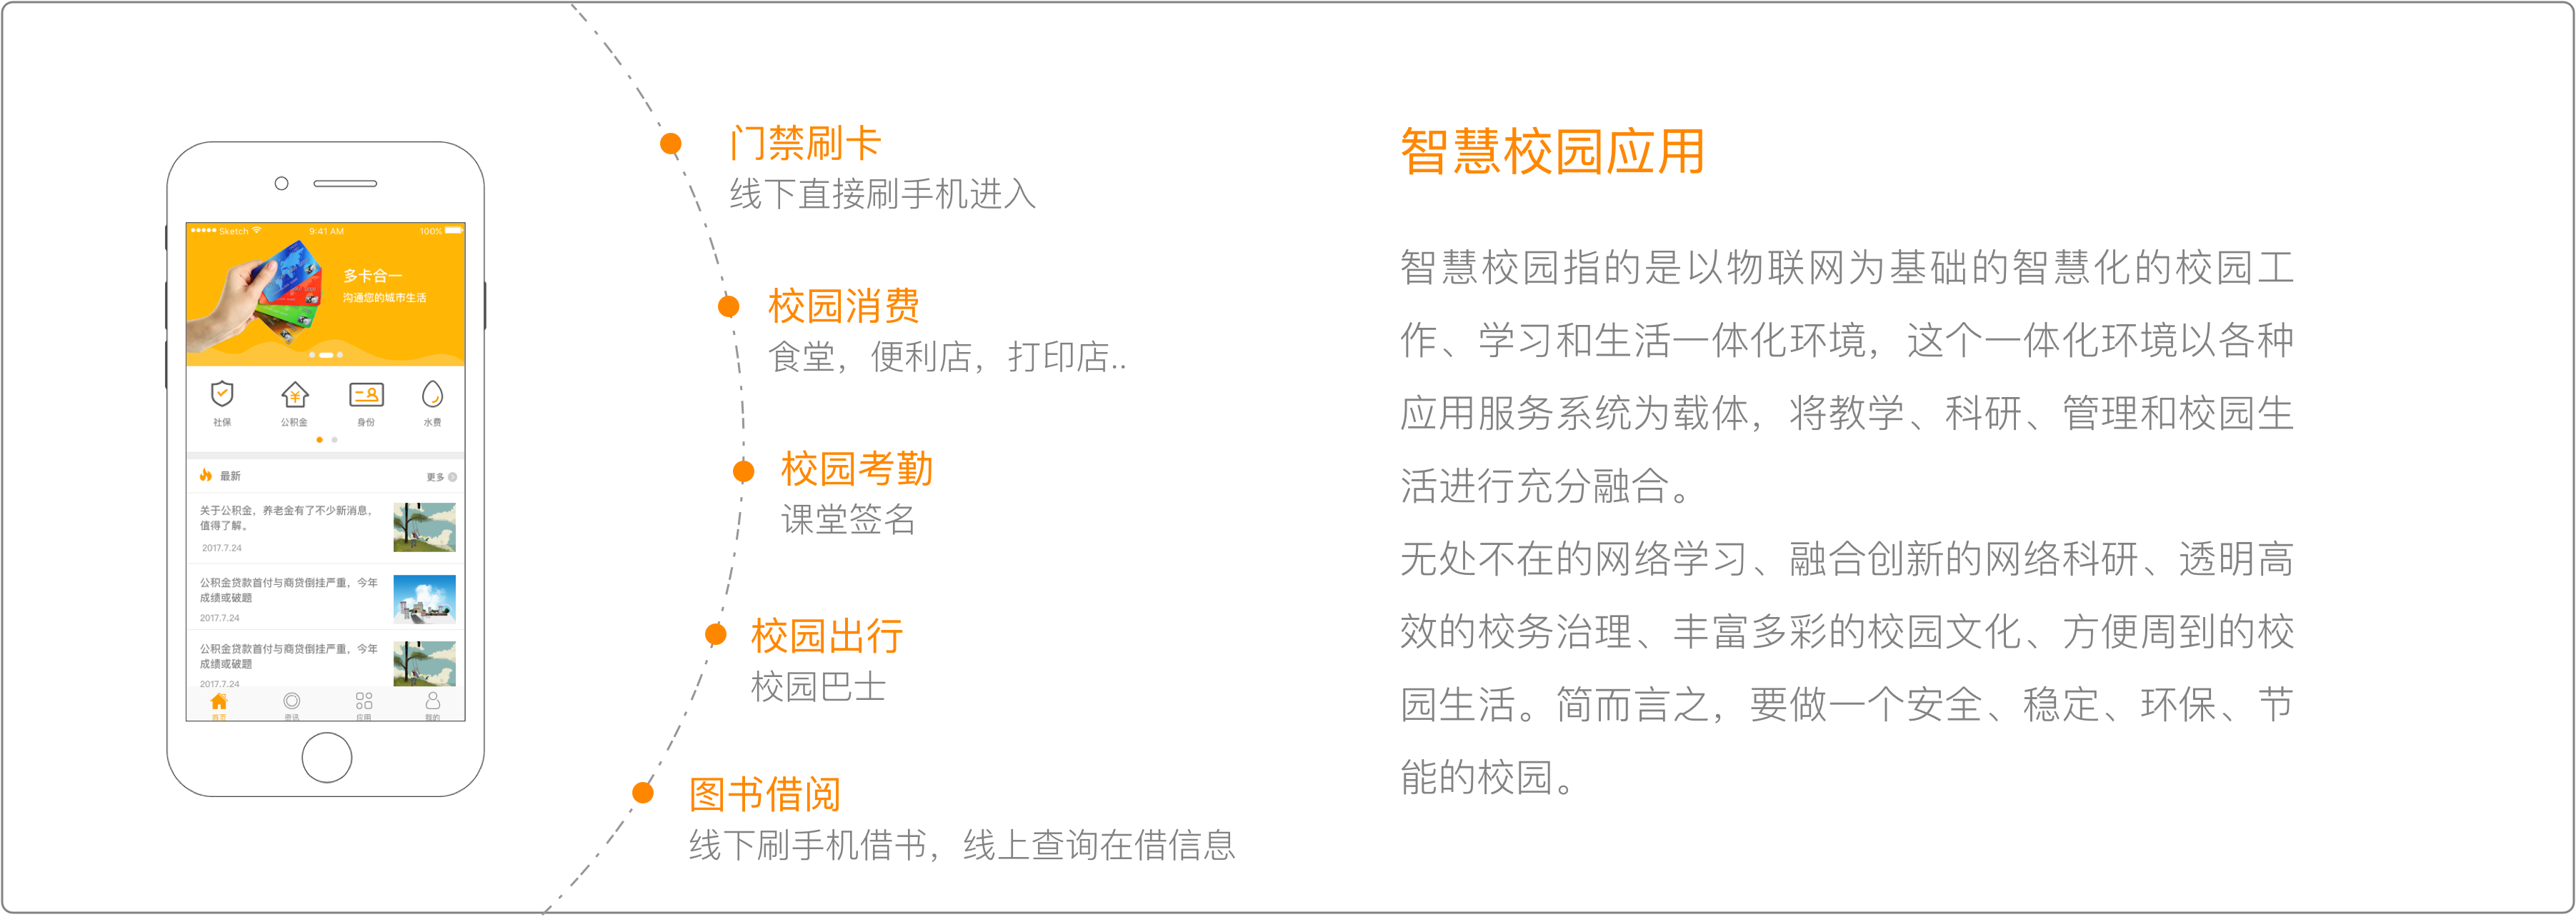 Sketch 9:41 AM 100%
多卡合一
沟通您的城市生活
社保 公积金 身份 水费
最新 更多
关于公积金，养老金有了不少新消息，
值得了解。
2017.7.24
公积金贷款首付与商贷倒挂严重，今年
成绩或破题
2017.7.24
公积金贷款首付与商贷倒挂严重，今年
成绩或破题
2017.7.24
首页 资讯 应用 我的
门禁刷卡
线下直接刷手机进入
校园消费
食堂，便利店，打印店..
校园考勤
课堂签名
校园出行
校园巴士
图书借阅
线下刷手机借书，线上查询在借信息
智慧校园应用
智慧校园指的是以物联网为基础的智慧化的校园工
作、学习和生活一体化环境，这个一体化环境以各种
应用服务系统为载体，将教学、科研、管理和校园生
活进行充分融合。
无处不在的网络学习、融合创新的网络科研、透明高
效的校务治理、丰富多彩的校园文化、方便周到的校
园生活。简而言之，要做一个安全、稳定、环保、节
能的校园。